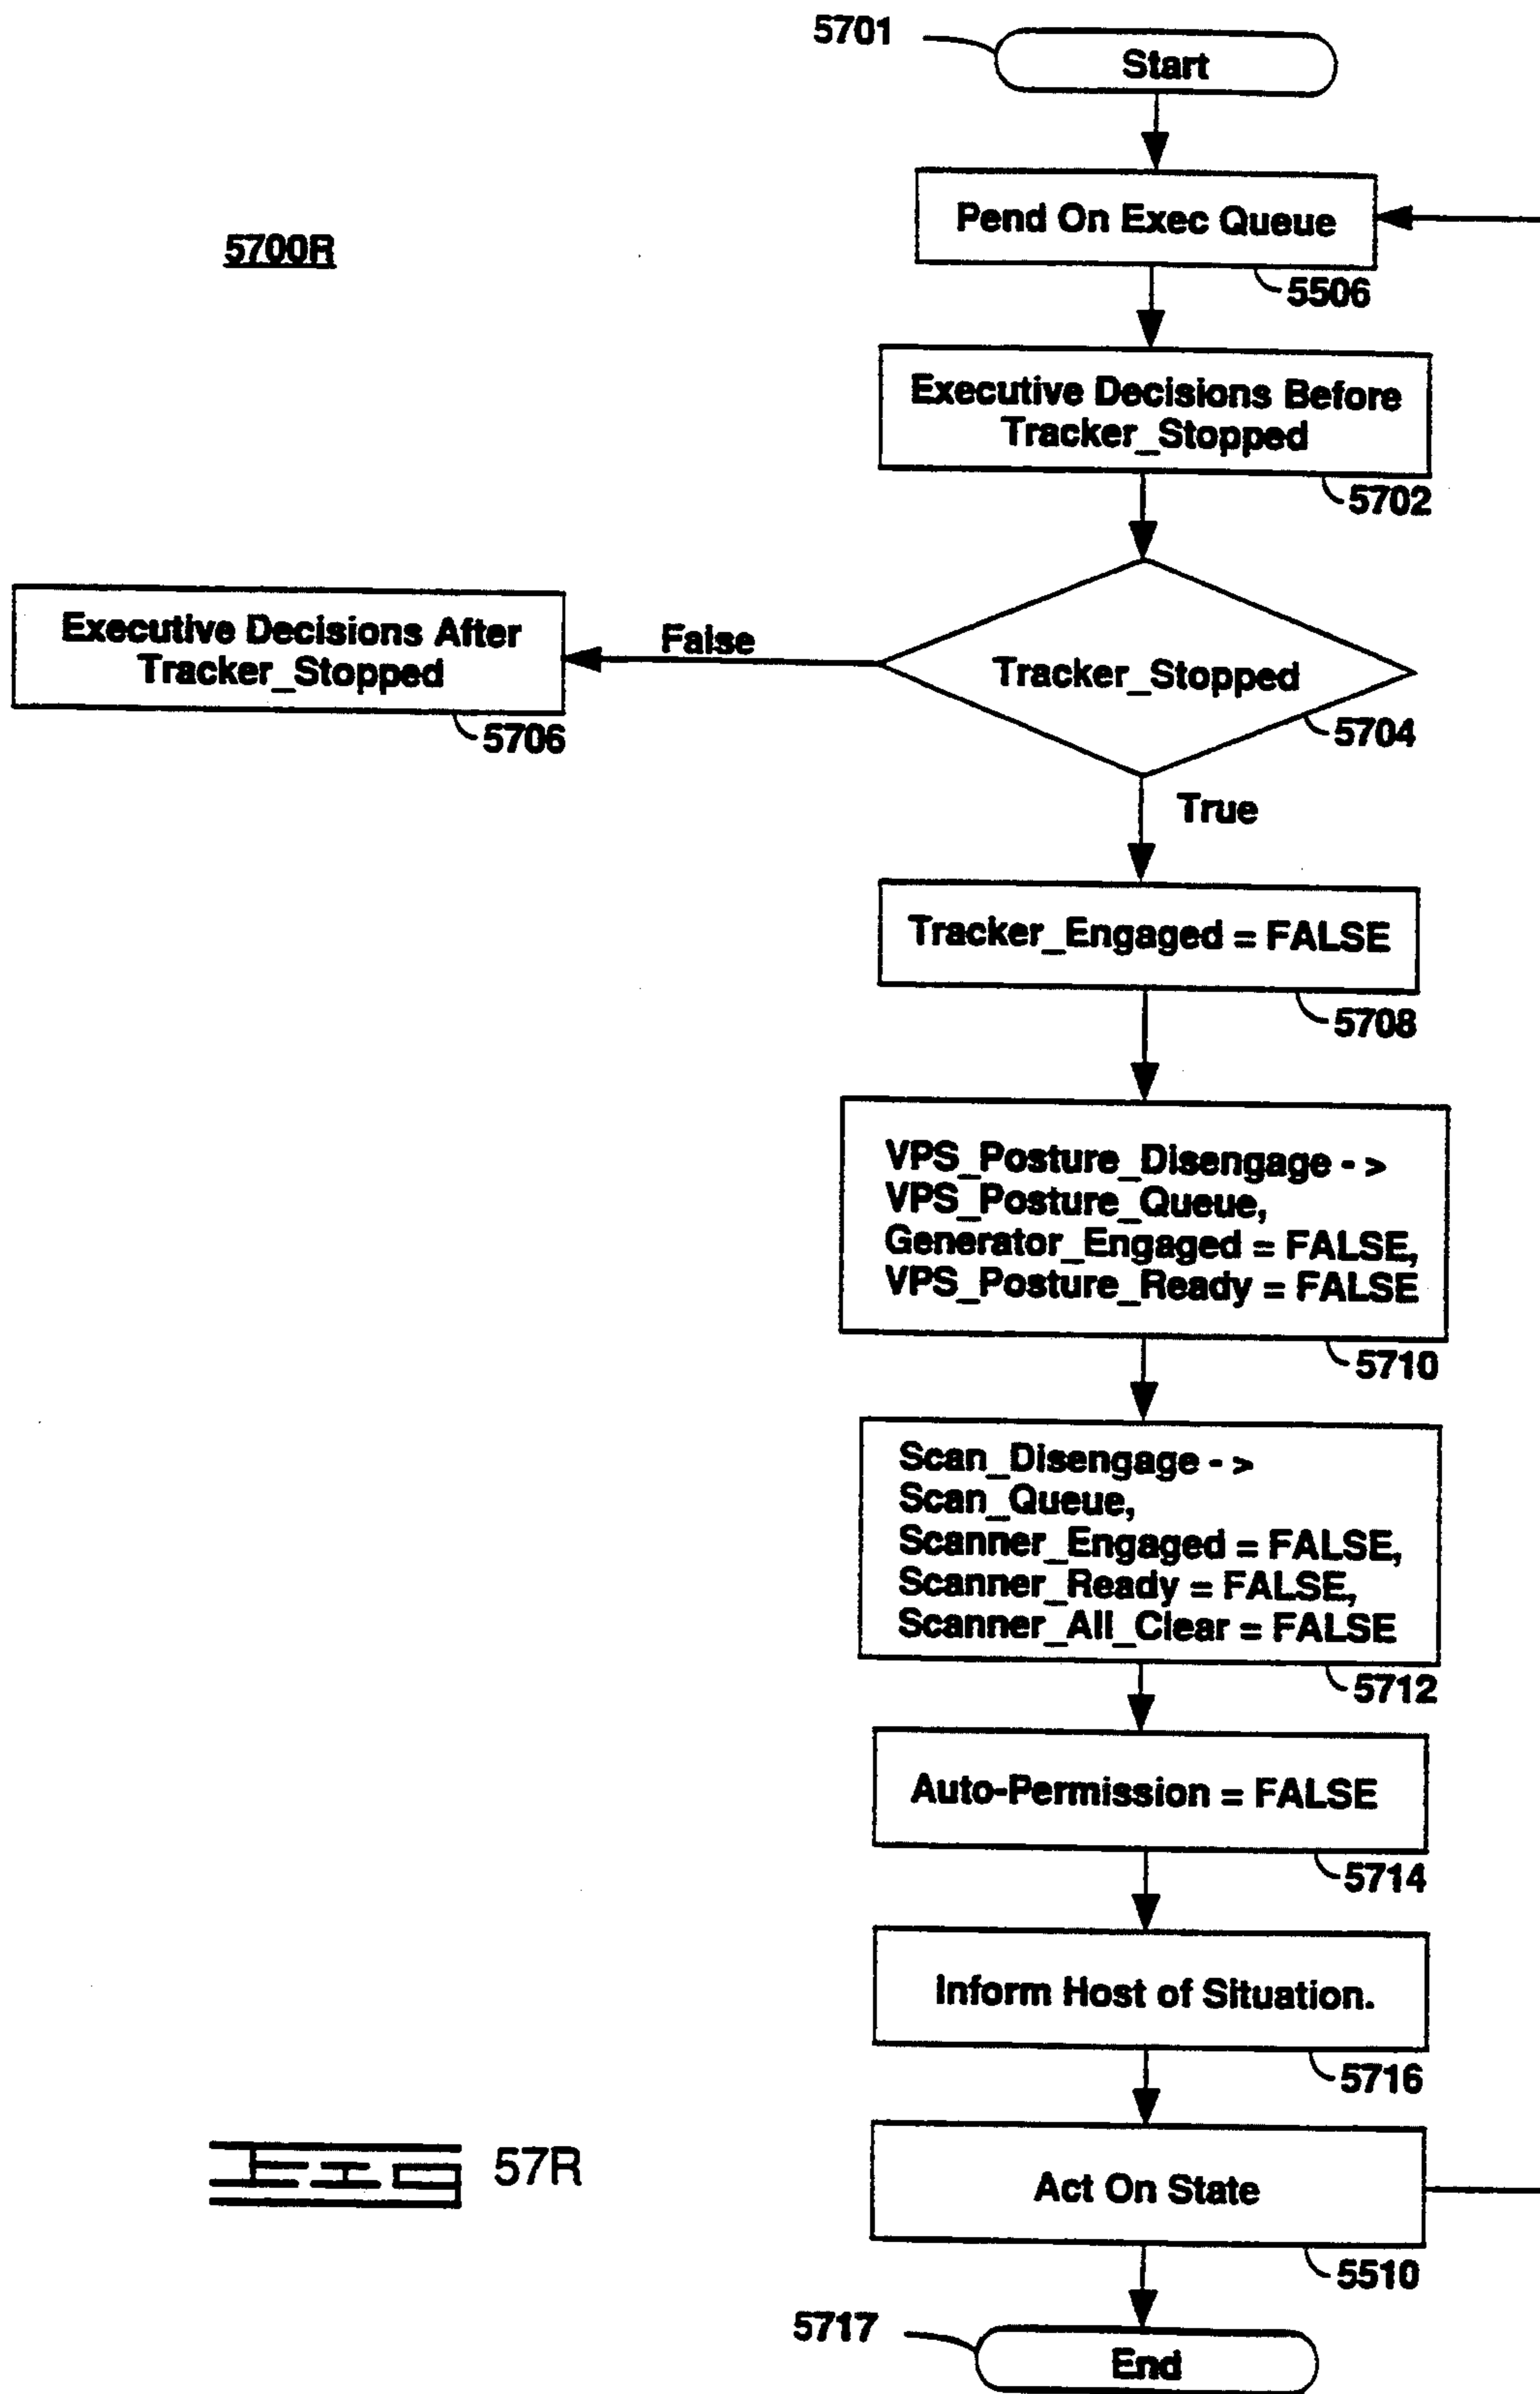 5701
Start
Pend On Exec Queue
5700R
5506
Executive Decisions Before
Tracker_Stopped
5702
Executive Decisions After
Tracker_Stopped
False
Tracker_Stopped
5706
5704
True
Tracker_Engaged = FALSE
5708
VPS_Posture_Disengage - >
VPS_Posture_Queue,
Generator_Engaged = FALSE,
VPS_Posture_Ready = FALSE
5710
Scan_Disengage - >
Scan_Queue,
Scanner_Engaged = FALSE,
Scanner_Ready = FALSE,
Scanner_All_Clear = FALSE
5712
Auto-Permission = FALSE
5714
Inform Host of Situation.
5716
FIG 57R
Act On State
5510
5717
End